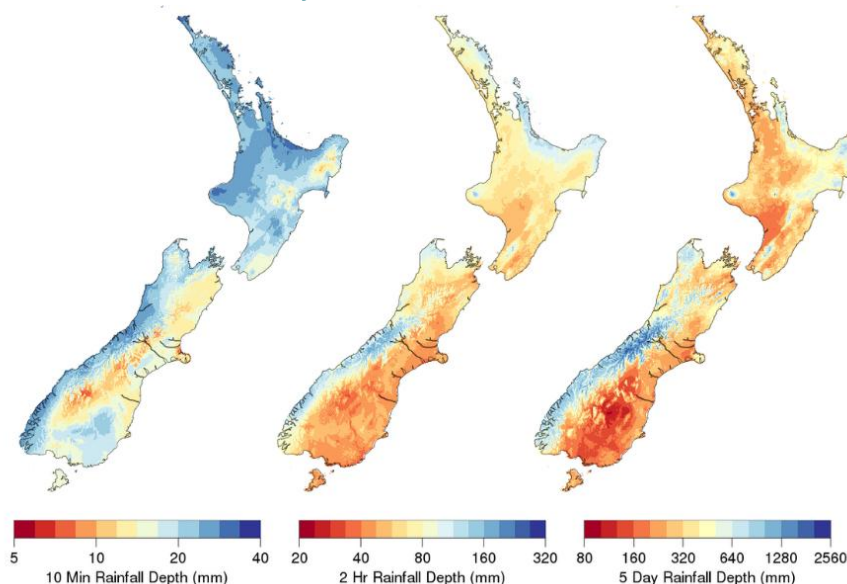 5 10 20 40
10 Min Rainfall Depth (mm)
20 40 80 160 320
2 Hr Rainfall Depth (mm)
80 160 320 640 1280 2560
5 Day Rainfall Depth (mm)